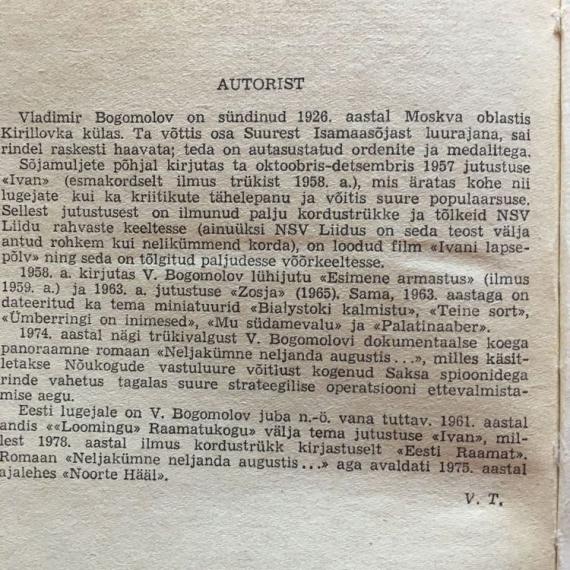 AUTORIST
Vladimir Bogomolov on sündinud 1926. aastal Moskva oblastis
Kirillovka külas. Ta võttis osa Suurest Isamaasõjast luurajana, sai
rindel raskesti haavata; teda on autasustatud ordenite ja medalitega.
Sõjamuljete põhjal kirjutas ta oktoobris-detsembris 1957 jutustuse
«Ivan» (esmakordselt ilmus trükist 1958. a.), mis äratas kohe nii
lugejate kui ka kriitikute tähelepanu ja võitis suure populaarsuse.
Sellest jutustusest on ilmunud palju kordustrükke ja tõlkeid NSV
Liidu rahvaste keeltesse (ainuüksi NSV Liidus on seda teost välja
antud rohkem kui nelikümmend korda), on loodud film «Ivani lapse-
põlv» ning seda on tõlgitud paljudesse võõrkeeltesse.
1958. a. kirjutas V. Bogomolov lühijutu «Esimene armastus» (ilmus
1959. a.) ja 1963. a. jutustuse «Zosja» (1965). Sama, 1963. aastaga on
dateeritud ka tema miniatuurid «Białystoki kalmistu», «Teine sort»,
«Ümberringi on inimesed», «Mu südamevalu» ja «Palatinaaber».
1974. aastal nägi trükivalgust V. Bogomolovi dokumentaalse koega
panoraamne romaan «Neljakümne neljanda augustis...», milles käsit-
letakse Nõukogude vastuluure võitlust kogenud Saksa spioonidega
rinde vahetus tagalas suure strateegilise operatsiooni ettevalmista-
mise aegu.
Eesti lugejale on V. Bogomolov juba n.-ö. vana tuttav. 1961. aastal
andis ««Loomingu» Raamatukogu» välja tema jutustuse «Ivan», mil-
lest 1978. aastal ilmus kordustrükk kirjastuselt «Eesti Raamat».
Romaan «Neljakümne neljanda augustis...» aga avaldati 1975. aastal
ajalehes «Noorte Hääl».
V. T.